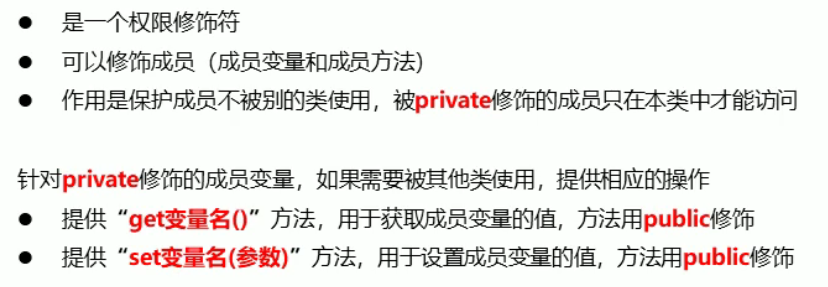 ● 是一个权限修饰符
● 可以修饰成员（成员变量和成员方法）
● 作用是保护成员不被别的类使用，被private修饰的成员只在本类中才能访问
针对private修饰的成员变量，如果需要被其他类使用，提供相应的操作
● 提供“get变量名()”方法，用于获取成员变量的值，方法用public修饰
● 提供“set变量名(参数)”方法，用于设置成员变量的值，方法用public修饰